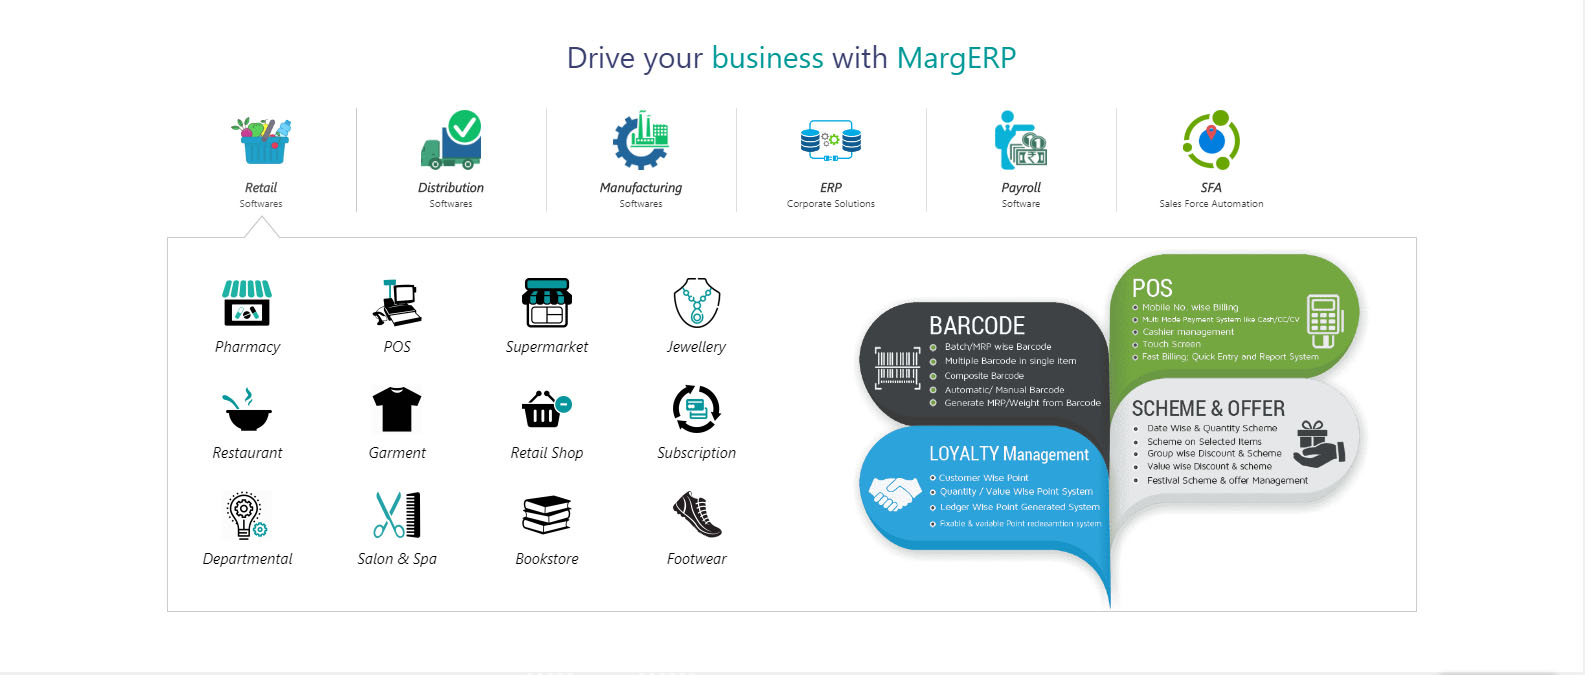 Drive your business with MargERP
Retail
Softwares
Distribution
Softwares
Manufacturing
Softwares
ERP
Corporate Solutions
Payroll
Software
SFA
Sales Force Automation
Pharmacy
POS
Supermarket
Jewellery
Restaurant
Garment
Retail Shop
Subscription
Departmental
Salon & Spa
Bookstore
Footwear
BARCODE
Batch/MRP wise Barcode
Multiple Barcode in single item
Composite Barcode
Automatic/ Manual Barcode
Generate MRP/Weight from Barcode
POS
Mobile No. wise Billing
Multi Mode Payment System like Cash/CC/CV
Cashier management
Touch Screen
Fast Billing; Quick Entry and Report System
LOYALTY Management
Customer Wise Point
Quantity / Value Wise Point System
Ledger Wise Point Generated System
Fixable & variable Point redeeamtion system
SCHEME & OFFER
Date Wise & Quantity Scheme
Scheme on Selected Items
Group wise Discount & Scheme
Value wise Discount & scheme
Festival Scheme & offer Management